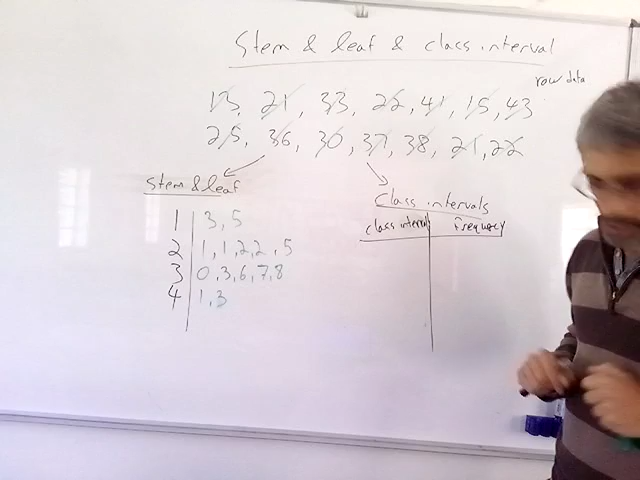 Stem & leaf & class interval
row data
13, 21, 33, 22, 41, 15, 43
25, 36, 30, 37, 38, 21, 22
Stem & leaf
1 | 3, 5
2 | 1, 1, 2, 2, 5
3 | 0, 3, 6, 7, 8
4 | 1, 3
Class intervals
class interval | frequency